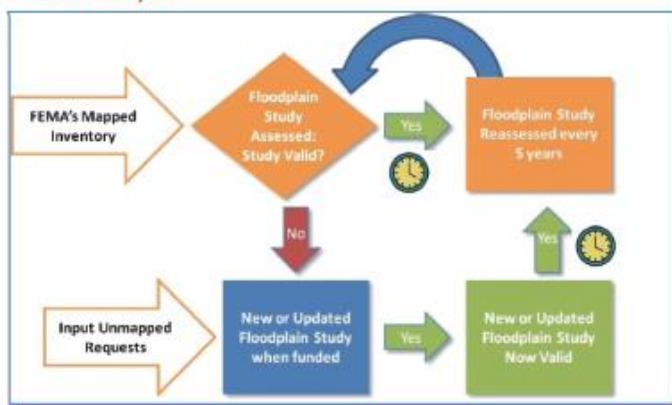 FEMA's Mapped
Inventory
Floodplain
Study
Assessed:
Study Valid?
Yes
Floodplain Study
Reassessed every
5 years
No
Yes
Input Unmapped
Requests
New or Updated
Floodplain Study
when funded
Yes
New or Updated
Floodplain Study
Now Valid